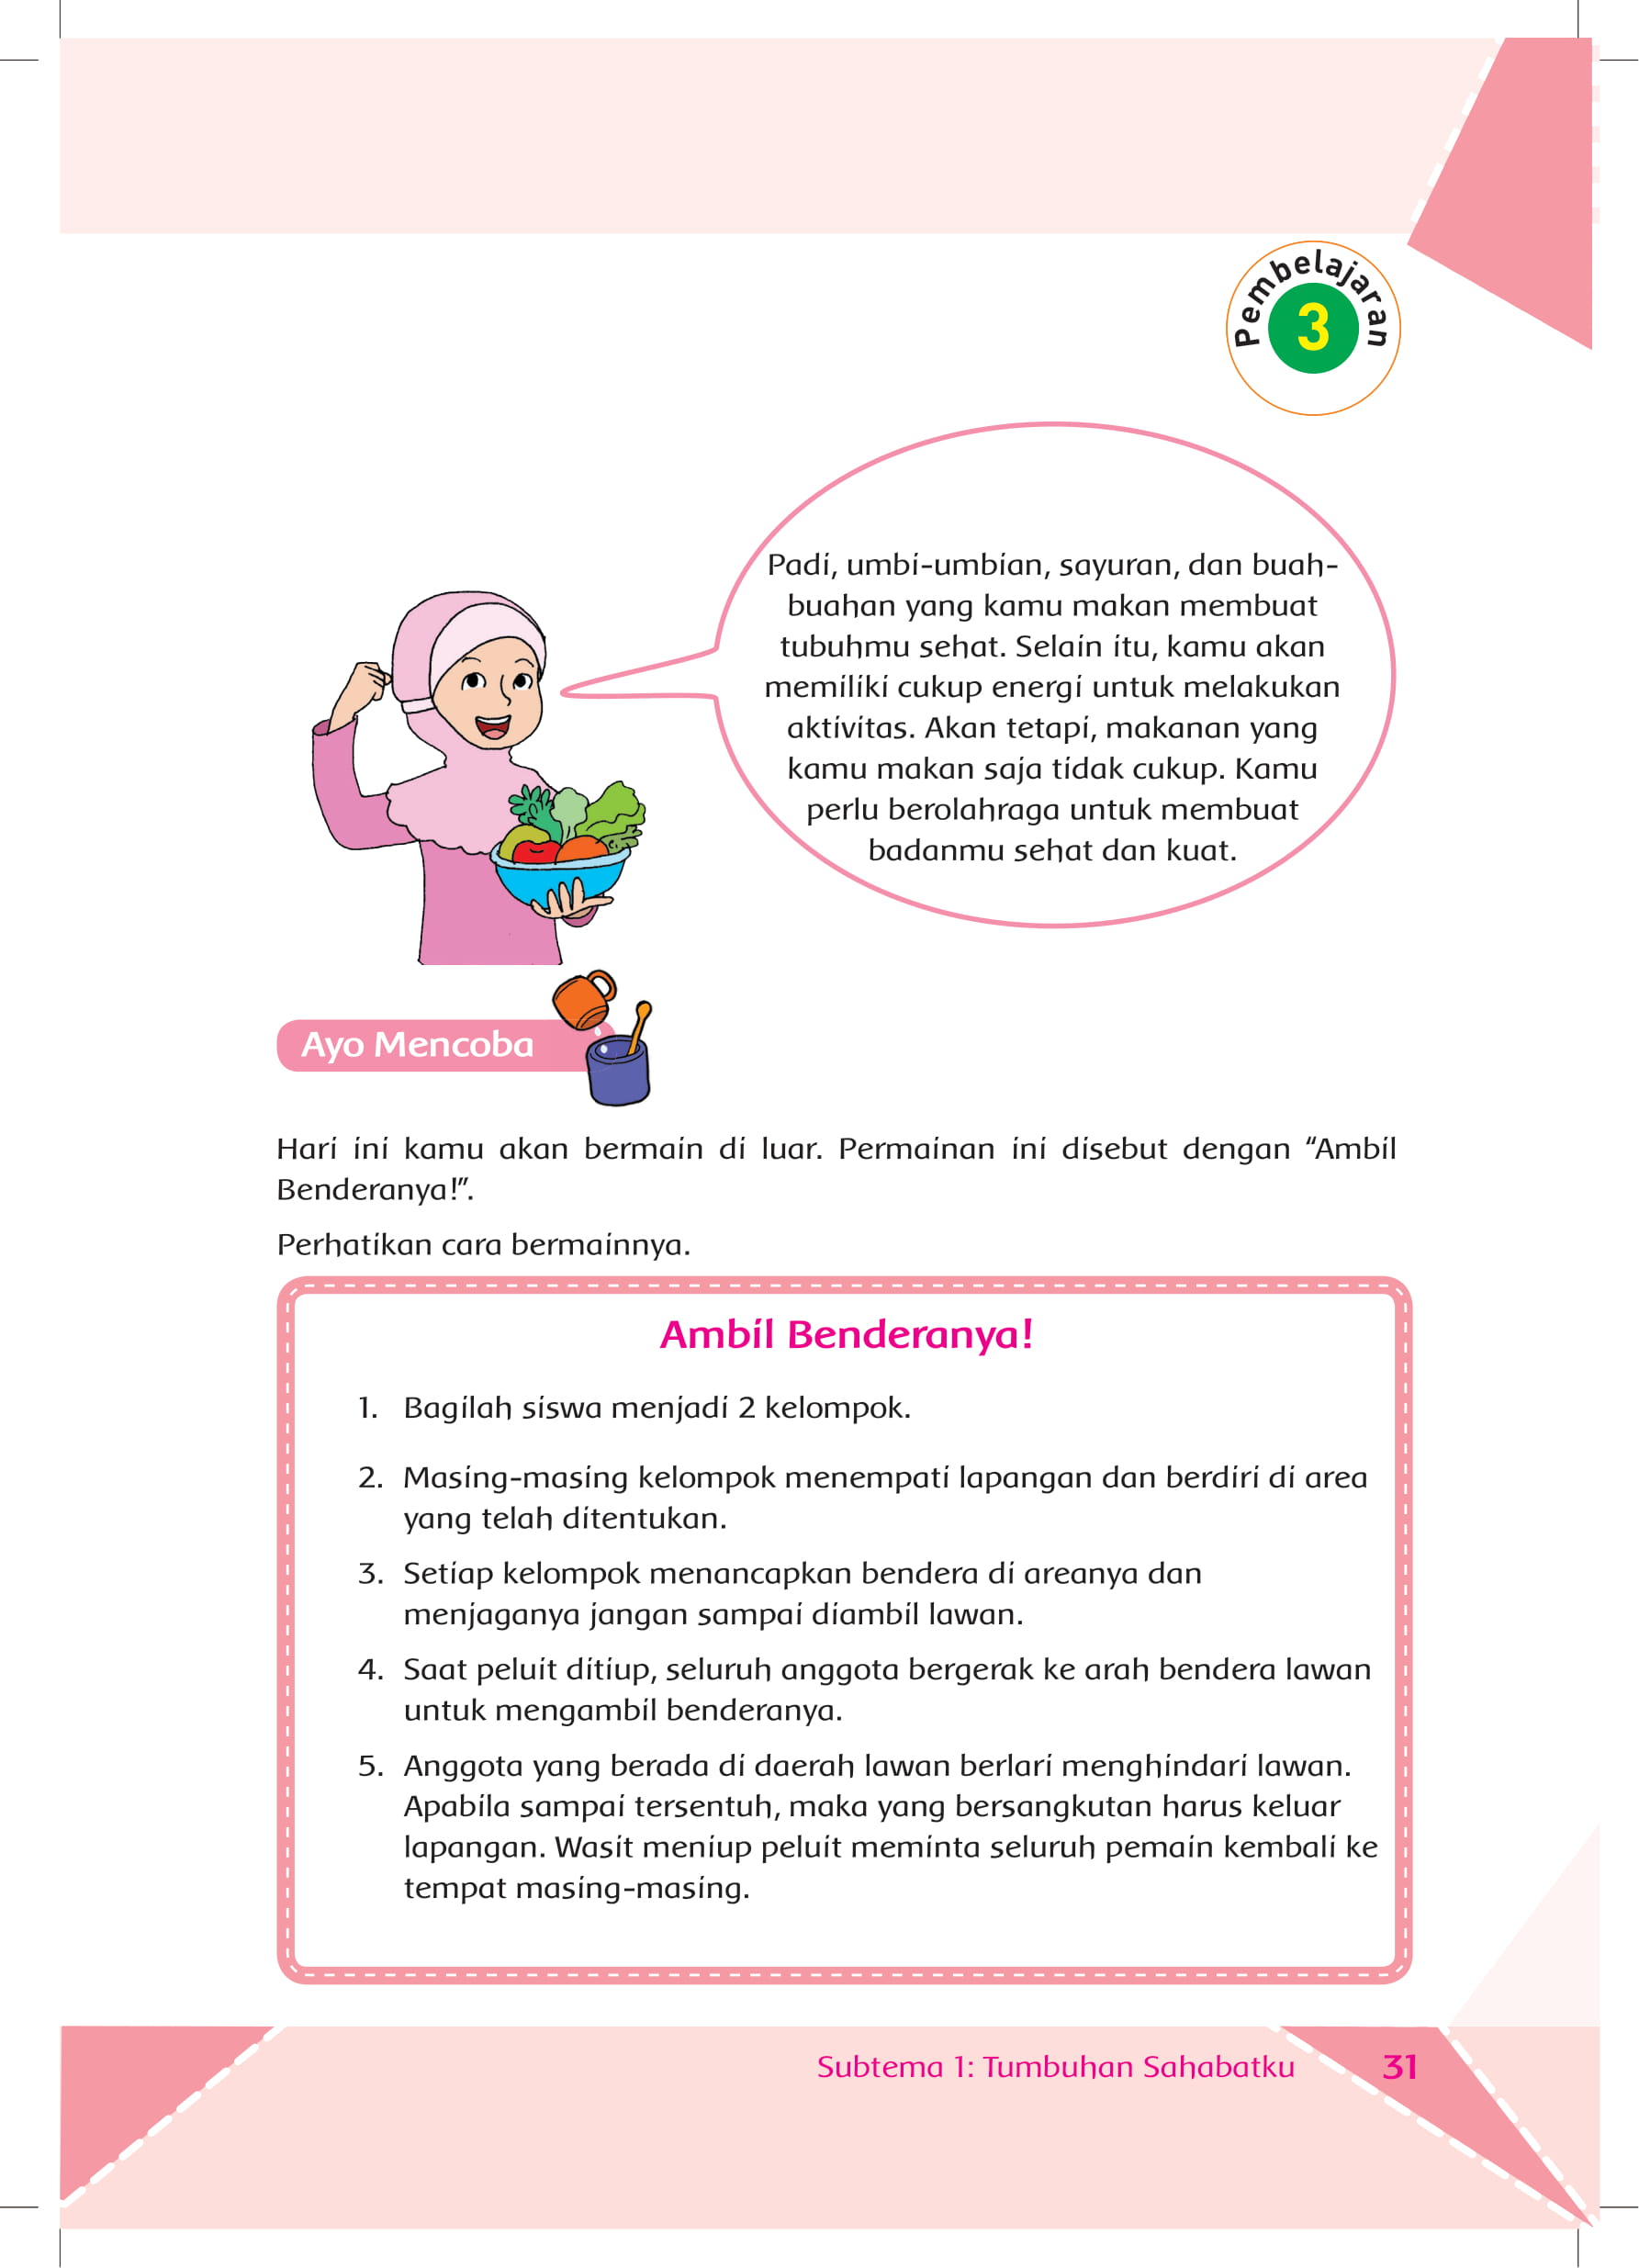 Pembelajaran
3
Padi, umbi-umbian, sayuran, dan buah-
buahan yang kamu makan membuat
tubuhmu sehat. Selain itu, kamu akan
memiliki cukup energi untuk melakukan
aktivitas. Akan tetapi, makanan yang
kamu makan saja tidak cukup. Kamu
perlu berolahraga untuk membuat
badanmu sehat dan kuat.
Ayo Mencoba
Hari ini kamu akan bermain di luar. Permainan ini disebut dengan “Ambil
Benderanya!”.
Perhatikan cara bermainnya.
Ambil Benderanya!
1. Bagilah siswa menjadi 2 kelompok.
2. Masing-masing kelompok menempati lapangan dan berdiri di area
yang telah ditentukan.
3. Setiap kelompok menancapkan bendera di areanya dan
menjaganya jangan sampai diambil lawan.
4. Saat peluit ditiup, seluruh anggota bergerak ke arah bendera lawan
untuk mengambil benderanya.
5. Anggota yang berada di daerah lawan berlari menghindari lawan.
Apabila sampai tersentuh, maka yang bersangkutan harus keluar
lapangan. Wasit meniup peluit meminta seluruh pemain kembali ke
tempat masing-masing.
Subtema 1: Tumbuhan Sahabatku 31